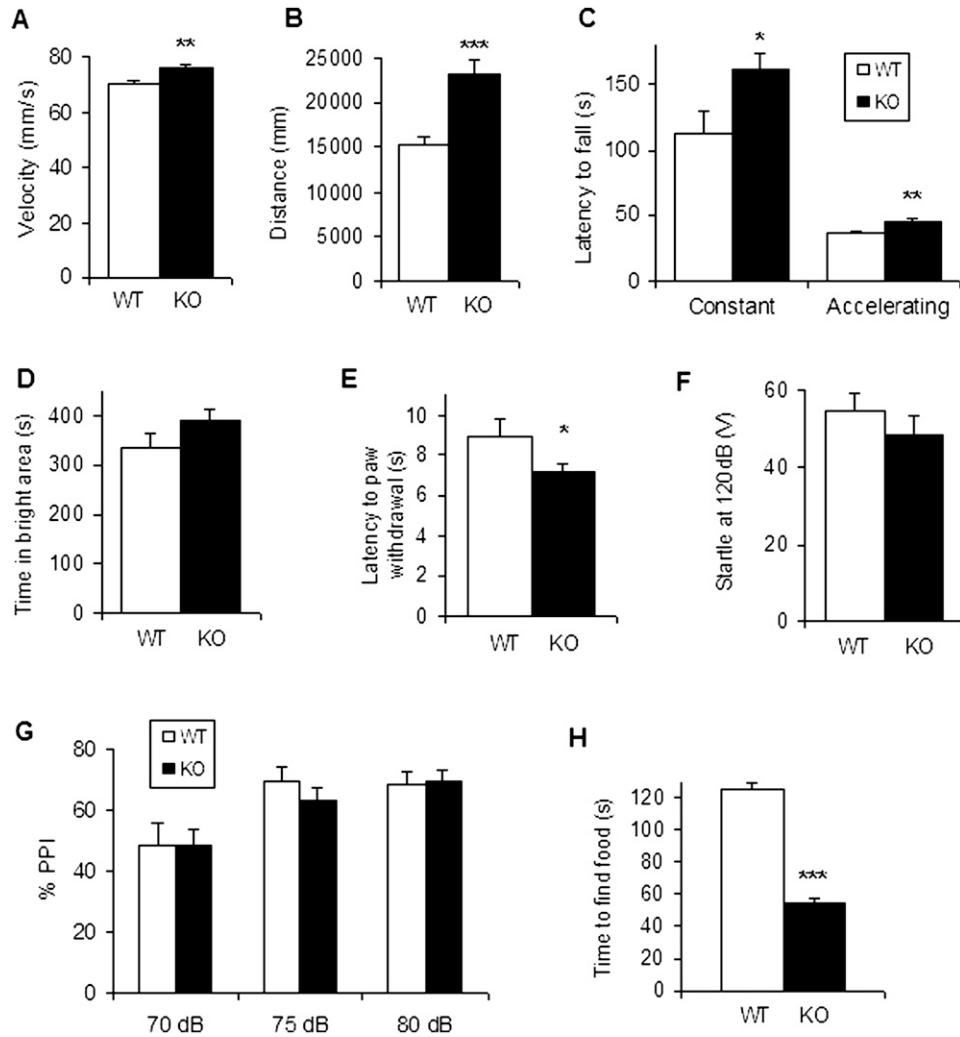 A
Velocity (mm/s)
80
60
40
20
0
**
WT KO
B
Distance (mm)
25000
20000
15000
10000
5000
0
***
WT KO
C
Latency to fall (s)
150
100
50
0
*
**
WT
KO
Constant Accelerating
D
Time in bright area (s)
400
300
200
100
0
WT KO
E
Latency to paw
withdrawal (s)
10
8
6
4
2
0
*
WT KO
F
Startle at 120dB (V)
60
40
20
0
WT KO
G
WT
KO
% PPI
80
60
40
20
0
70 dB 75 dB 80 dB
H
Time to find food (s)
120
100
80
60
40
20
0
***
WT KO